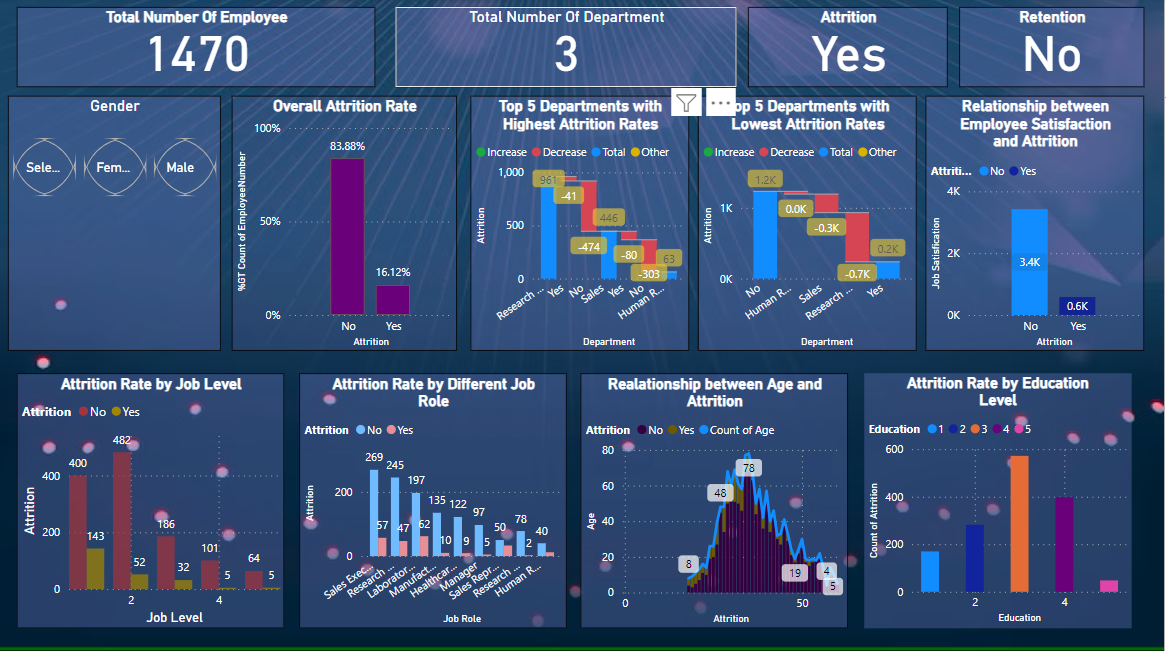 Total Number Of Employee
1470
Total Number Of Department
3
Attrition
Yes
Retention
No
Gender
Sele...
Fem...
Male
Overall Attrition Rate
%GT Count of EmployeeNumber
100%
50%
0%
83.88%
16.12%
No
Yes
Attrition
Top 5 Departments with
Highest Attrition Rates
Increase
Decrease
Total
Other
Attrition
1,000
500
0
961
-41
-474
446
-80
-303
63
Research ...
Yes
No
Sales
Yes
No
Human R...
Department
...
op 5 Departments with
Lowest Attrition Rates
Increase
Decrease
Total
Other
Attrition
1K
0K
1.2K
0.0K
-0.3K
-0.7K
0.2K
No
Human R...
Sales
Research ...
Yes
Department
Relationship between
Employee Satisfaction
and Attrition
Attriti...
No
Yes
Job Satisfication
4K
2K
0K
3.4K
0.6K
No
Yes
Attrition
Attrition Rate by Job Level
Attrition
No
Yes
Attrition
400
200
0
400
143
482
52
186
32
101
5
64
5
2
4
Job Level
Attrition Rate by Different Job
Role
Attrition
No
Yes
Attrition
200
0
269
57
245
47
197
62
135
10
122
9
97
5
50
78
2
40
Sales Exec...
Research ...
Laborator...
Manufact...
Healthcar...
Manager
Sales Repr...
Research ...
Human R...
Job Role
Realationship between Age and
Attrition
Attrition
No
Yes
Count of Age
Age
80
60
40
20
0
8
48
78
19
4
5
0
50
Attrition
Attrition Rate by Education
Level
Education
1
2
3
4
5
Count of Attrition
600
400
200
0
2
4
Education